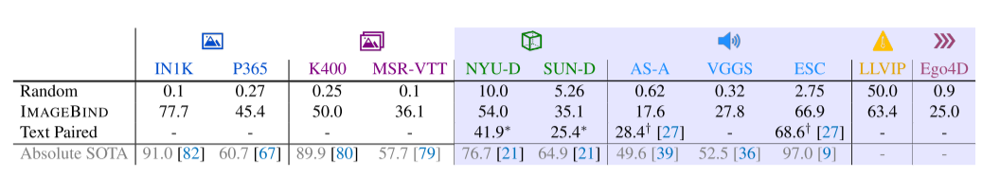 IN1K P365 K400 MSR-VTT NYU-D SUN-D AS-A VGGS ESC LLVIP Ego4D
Random 0.1 0.27 0.25 0.1 10.0 5.26 0.62 0.32 2.75 50.0 0.9
IMAGEBIND 77.7 45.4 50.0 36.1 54.0 35.1 17.6 27.8 66.9 63.4 25.0
Text Paired - - - - 41.9* 25.4* 28.4† [27] - 68.6† [27] - -
Absolute SOTA 91.0 [82] 60.7 [67] 89.9 [80] 57.7 [79] 76.7 [21] 64.9 [21] 49.6 [39] 52.5 [36] 97.0 [9] - -